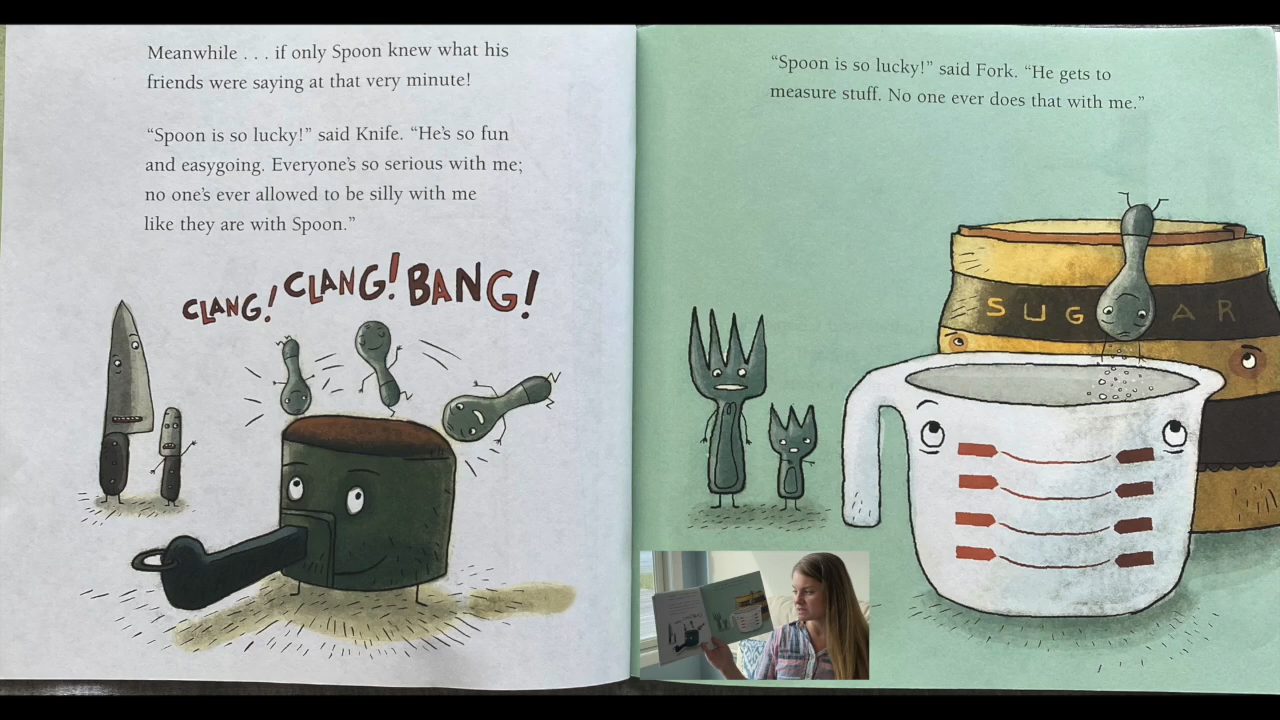 Meanwhile . . . if only Spoon knew what his
friends were saying at that very minute!
“Spoon is so lucky!” said Knife. “He’s so fun
and easygoing. Everyone’s so serious with me;
no one’s ever allowed to be silly with me
like they are with Spoon.”
CLANG! CLANG! BANG!
“Spoon is so lucky!” said Fork. “He gets to
measure stuff. No one ever does that with me.”
SUG AR